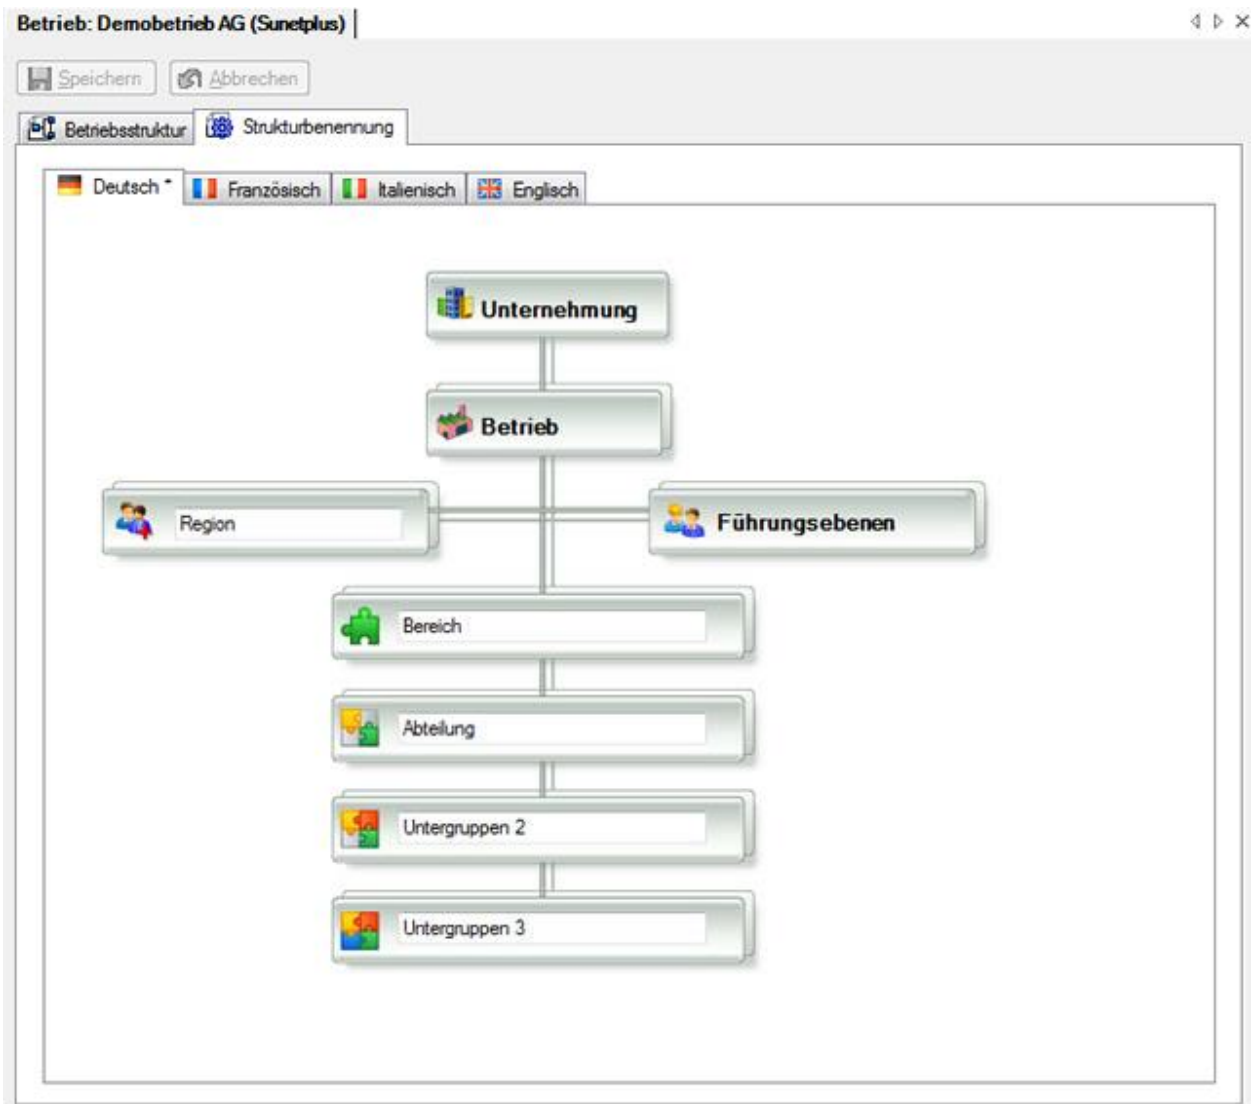 Betrieb: Demobetrieb AG (Sunetplus)
Speichern Abbrechen
Betriebsstruktur Strukturbenennung
Deutsch * Französisch Italienisch Englisch
Unternehmung
Betrieb
Region Führungsebenen
Bereich
Abteilung
Untergruppen 2
Untergruppen 3